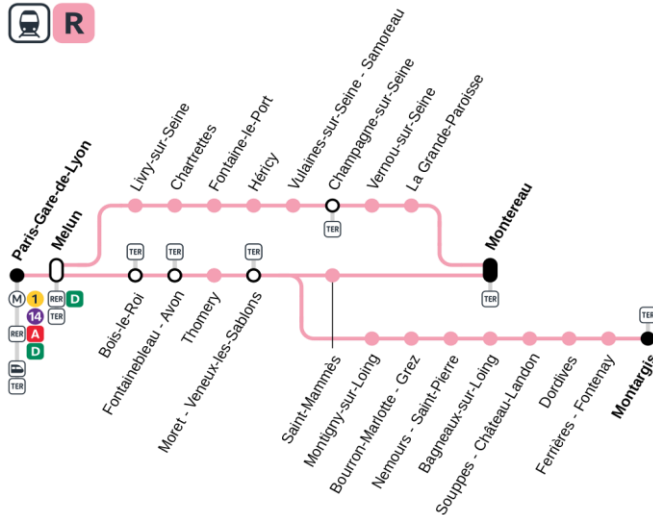 R
Paris-Gare-de-Lyon
Melun
Livry-sur-Seine
Chartrettes
Fontaine-le-Port
Héricy
Vulaines-sur-Seine - Samoreau
Champagne-sur-Seine
Vernou-sur-Seine
La Grande-Paroisse
Montereau
TER
TER
TER
TER
TER
M
1
14
RER
A
D
TER
RER
D
TER
TER
Bois-le-Roi
Fontainebleau - Avon
Thomery
Moret - Veneux-les-Sablons
Saint-Mammès
Montigny-sur-Loing
Bourron-Marlotte - Grez
Nemours - Saint-Pierre
Bagneaux-sur-Loing
Souppes - Château-Landon
Dordives
Ferrières - Fontenay
Montargis